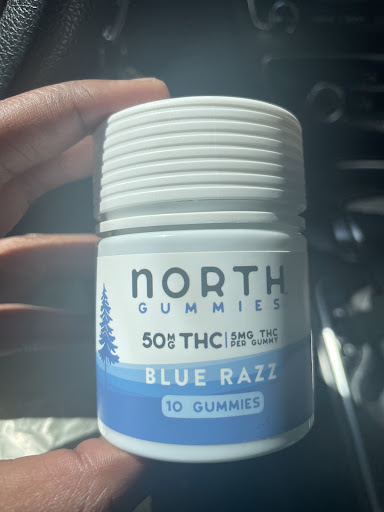 NORTH
GUMMIES
50MG THC | 5MG THC PER GUMMY
BLUE RAZZ
10 GUMMIES